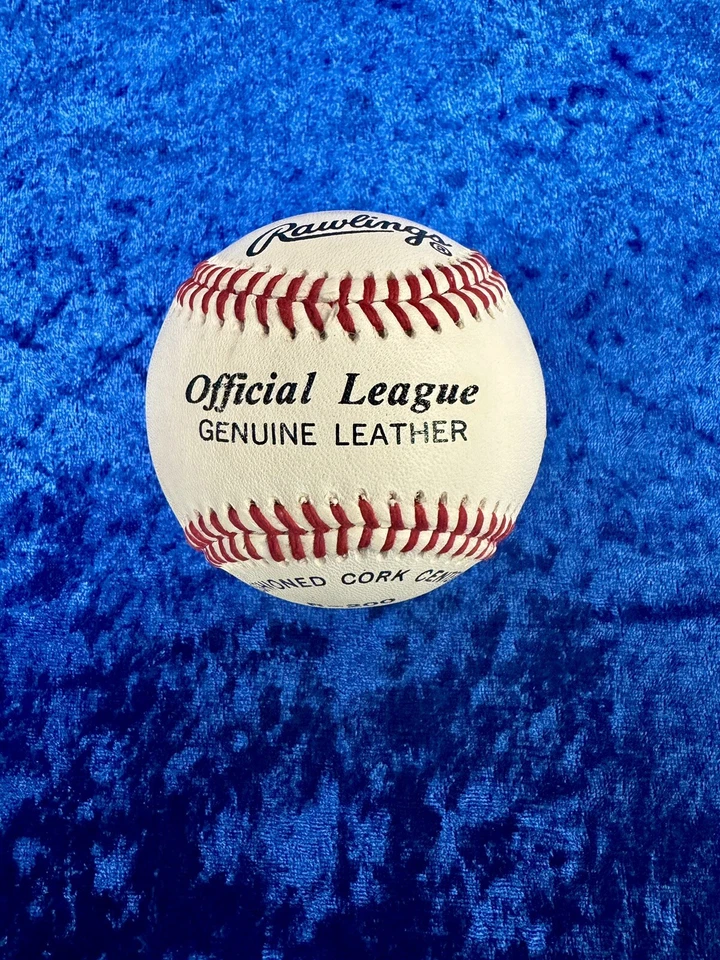 Rawlings®
Official League
GENUINE LEATHER
CORK